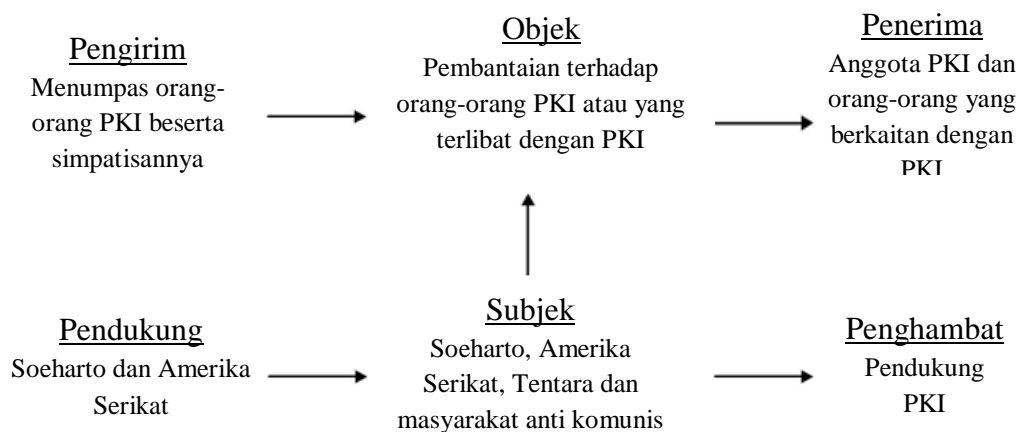 Pengirim
Menumpas orang-
orang PKI beserta
simpatisannya
Objek
Pembantaian terhadap
orang-orang PKI atau yang
terlibat dengan PKI
Penerima
Anggota PKI dan
orang-orang yang
berkaitan dengan
PKI
Pendukung
Soeharto dan Amerika
Serikat
Subjek
Soeharto, Amerika
Serikat, Tentara dan
masyarakat anti komunis
Penghambat
Pendukung
PKI